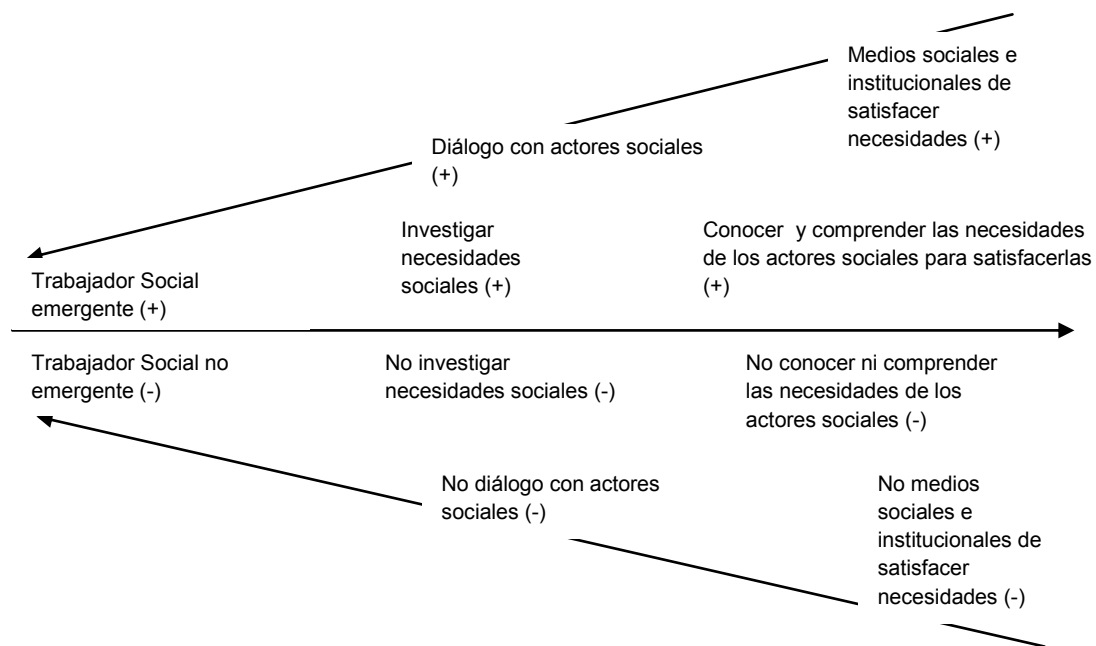 Medios sociales e
institucionales de
satisfacer
necesidades (+)
Diálogo con actores sociales
(+)
Investigar
necesidades
sociales (+)
Conocer  y comprender las necesidades
de los actores sociales para satisfacerlas
(+)
Trabajador Social
emergente (+)
Trabajador Social no
emergente (-)
No investigar
necesidades sociales (-)
No conocer ni comprender
las necesidades de los
actores sociales (-)
No diálogo con actores
sociales (-)
No medios
sociales e
institucionales de
satisfacer
necesidades (-)